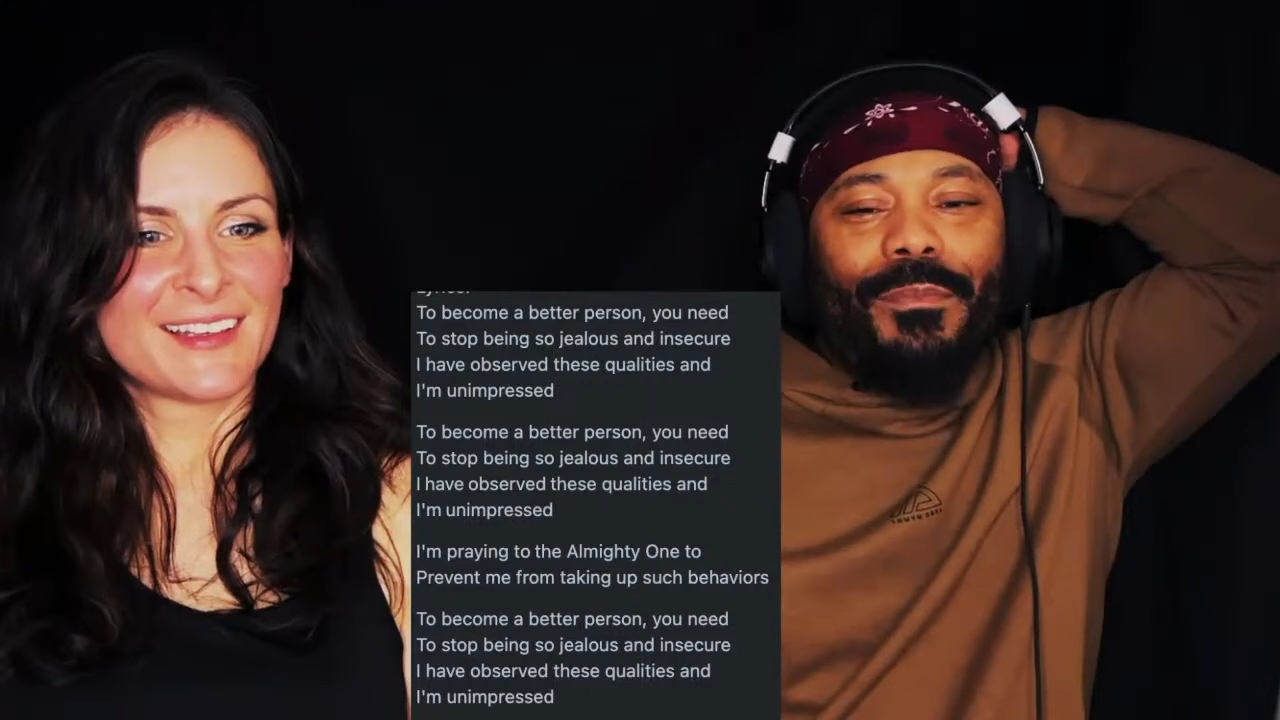 Lyrics:
To become a better person, you need
To stop being so jealous and insecure
I have observed these qualities and
I'm unimpressed
To become a better person, you need
To stop being so jealous and insecure
I have observed these qualities and
I'm unimpressed
I'm praying to the Almighty One to
Prevent me from taking up such behaviors
To become a better person, you need
To stop being so jealous and insecure
I have observed these qualities and
I'm unimpressed